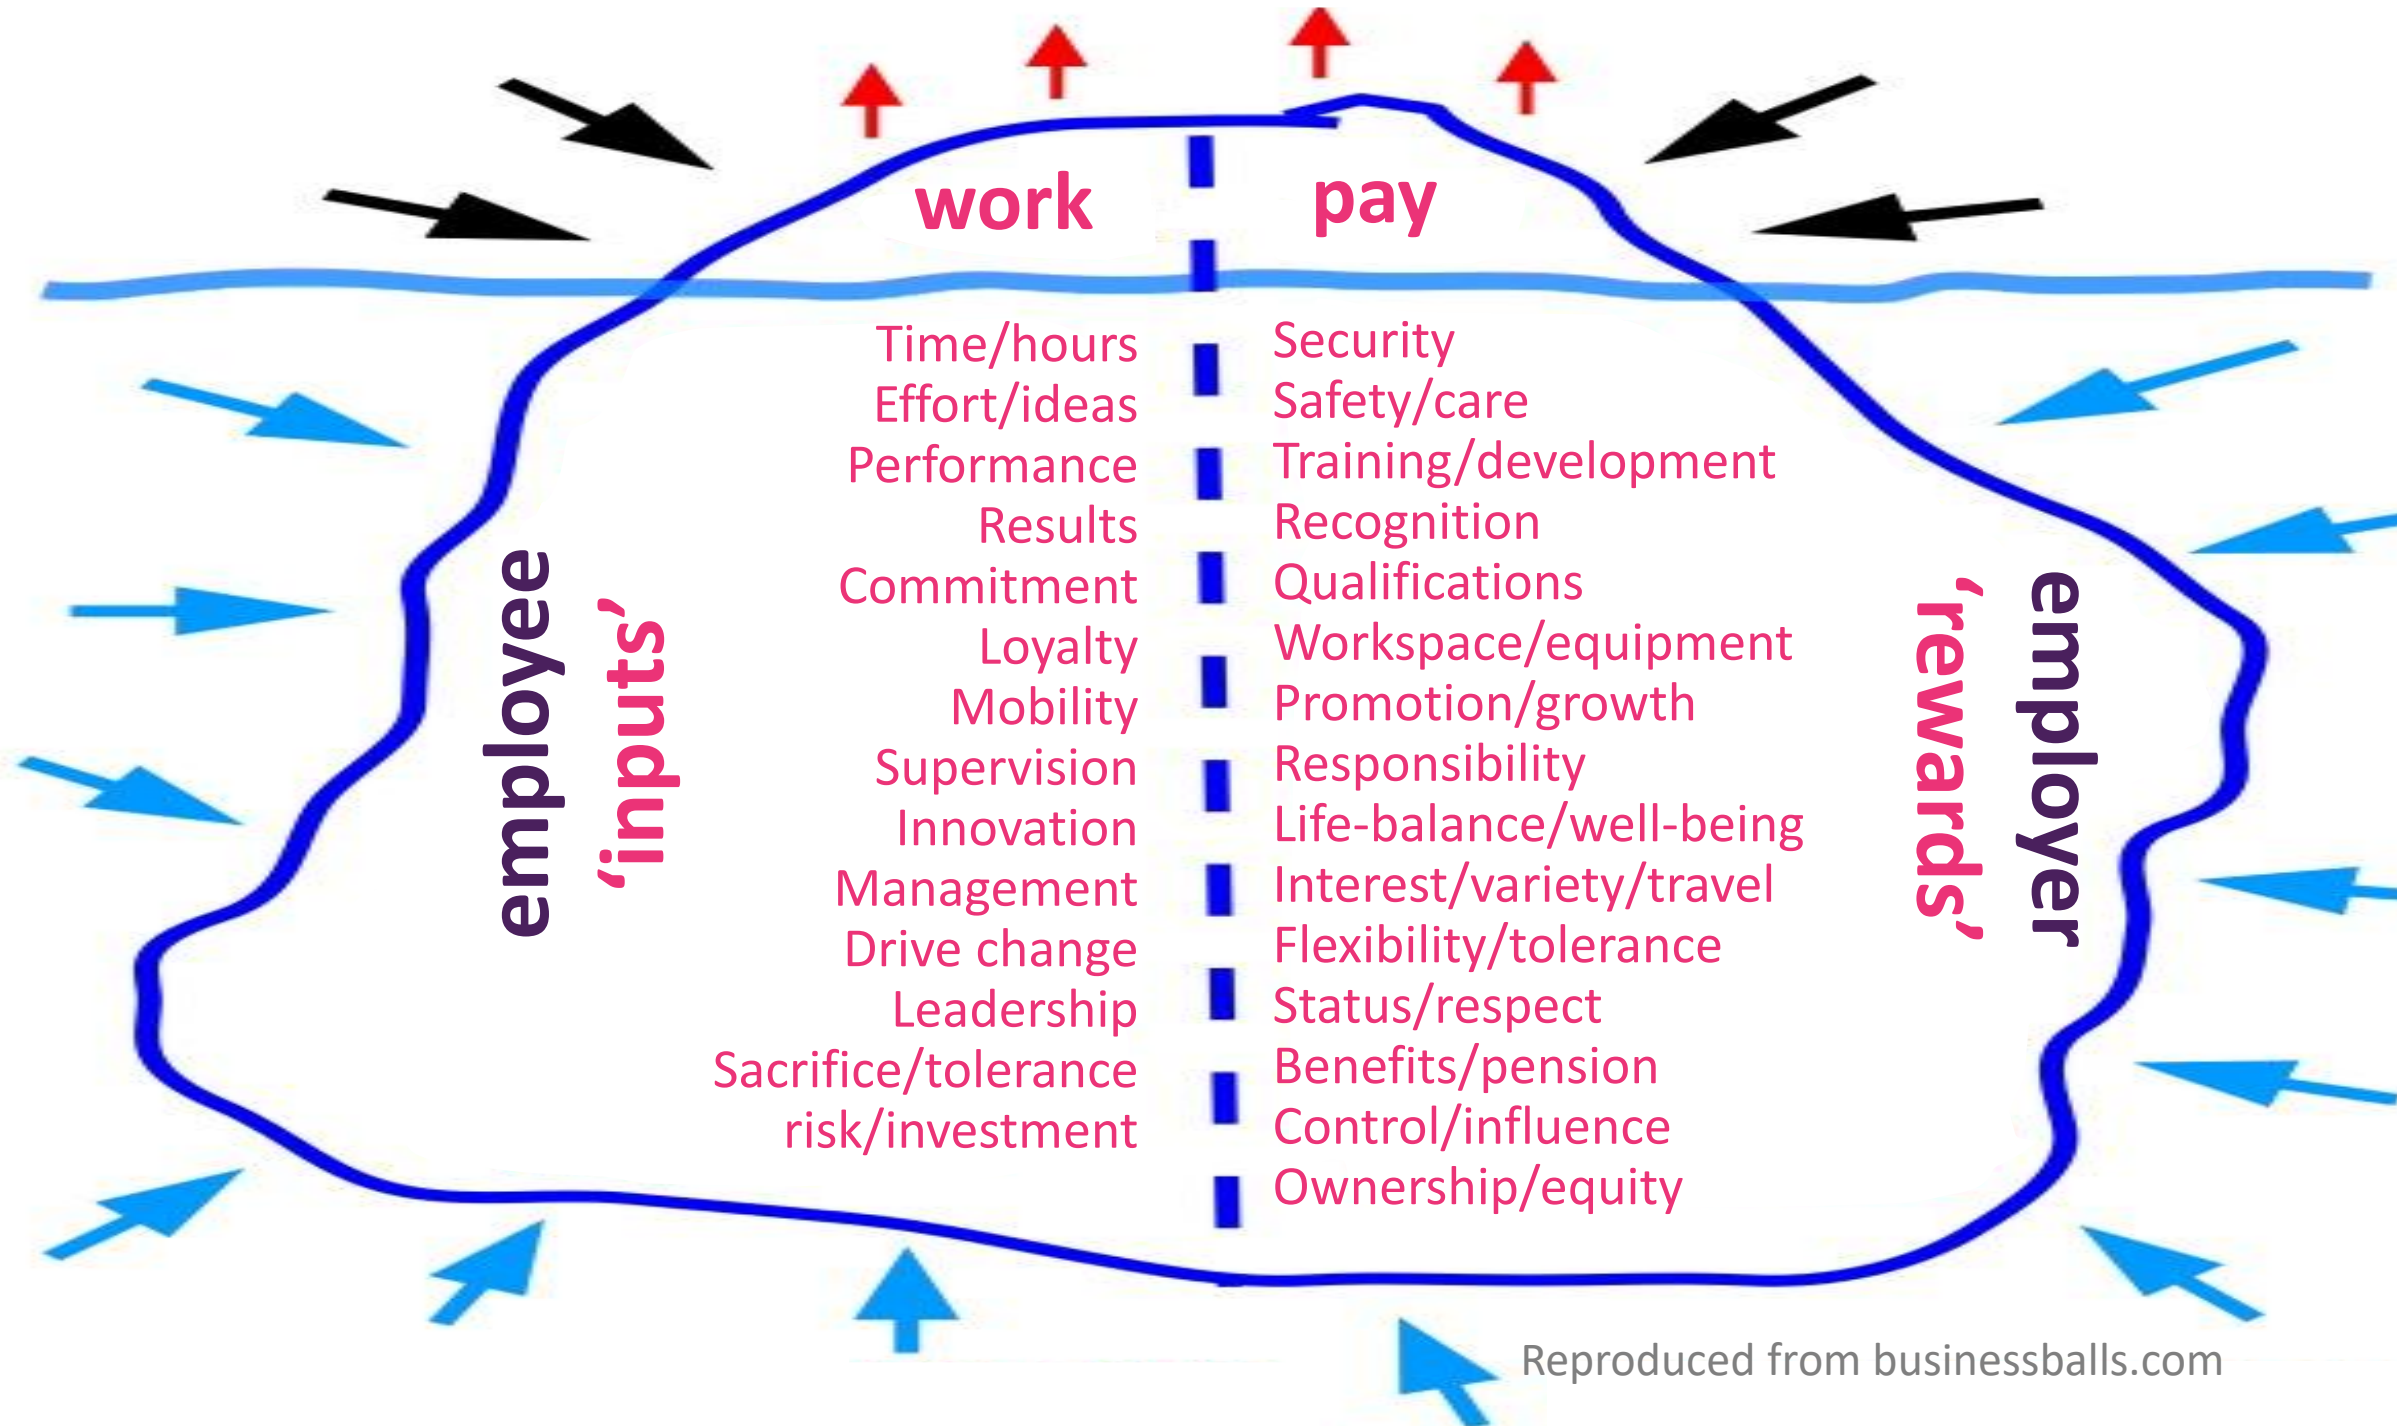 work
pay
employee
‘inputs’
Time/hours
Effort/ideas
Performance
Results
Commitment
Loyalty
Mobility
Supervision
Innovation
Management
Drive change
Leadership
Sacrifice/tolerance
risk/investment
Security
Safety/care
Training/development
Recognition
Qualifications
Workspace/equipment
Promotion/growth
Responsibility
Life-balance/well-being
Interest/variety/travel
Flexibility/tolerance
Status/respect
Benefits/pension
Control/influence
Ownership/equity
employer
‘rewards’
Reproduced from businessballs.com